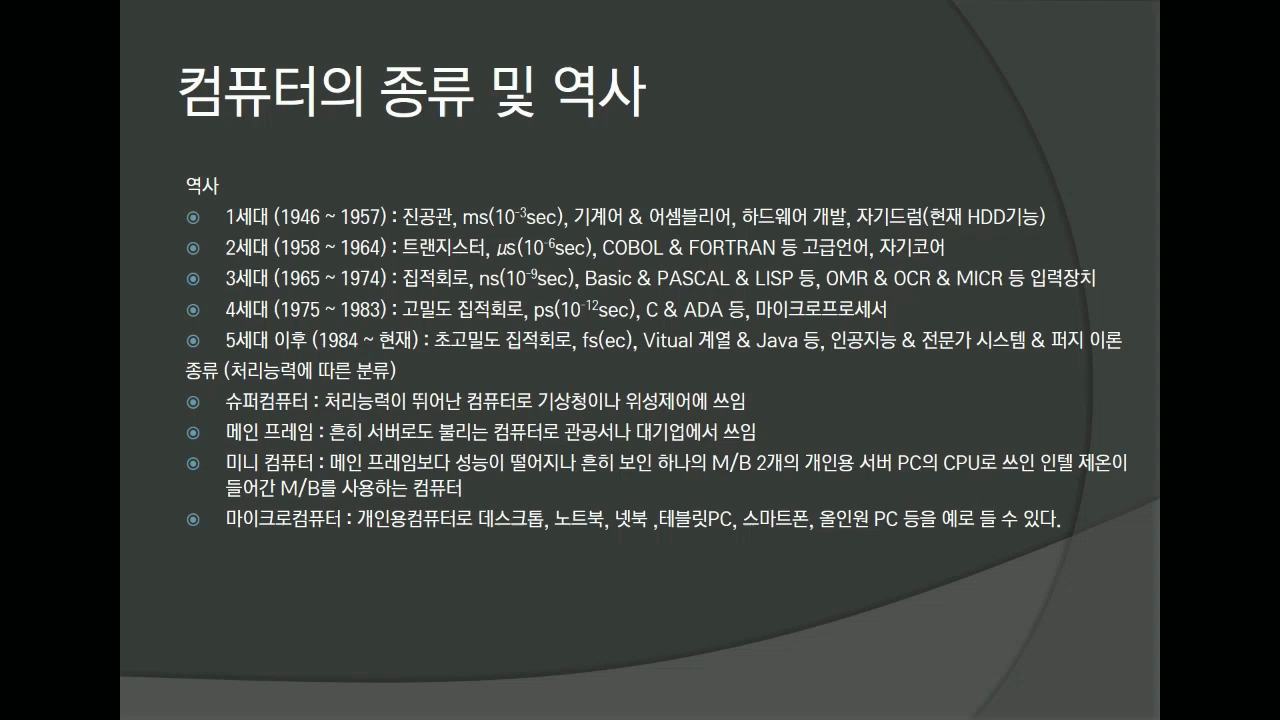 컴퓨터의 종류 및 역사
역사
1세대 (1946 ~ 1957) : 진공관, ms(10⁻³sec), 기계어 & 어셈블리어, 하드웨어 개발, 자기드럼(현재 HDD기능)
2세대 (1958 ~ 1964) : 트랜지스터, μs(10⁻⁶sec), COBOL & FORTRAN 등 고급언어, 자기코어
3세대 (1965 ~ 1974) : 집적회로, ns(10⁻⁹sec), Basic & PASCAL & LISP 등, OMR & OCR & MICR 등 입력장치
4세대 (1975 ~ 1983) : 고밀도 집적회로, ps(10⁻¹²sec), C & ADA 등, 마이크로프로세서
5세대 이후 (1984 ~ 현재) : 초고밀도 집적회로, fs(ec), Vitual 계열 & Java 등, 인공지능 & 전문가 시스템 & 퍼지 이론
종류 (처리능력에 따른 분류)
슈퍼컴퓨터 : 처리능력이 뛰어난 컴퓨터로 기상청이나 위성제어에 쓰임
메인 프레임 : 흔히 서버로도 불리는 컴퓨터로 관공서나 대기업에서 쓰임
미니 컴퓨터 : 메인 프레임보다 성능이 떨어지나 흔히 보인 하나의 M/B 2개의 개인용 서버 PC의 CPU로 쓰인 인텔 제온이
들어간 M/B를 사용하는 컴퓨터
마이크로컴퓨터 : 개인용컴퓨터로 데스크톱, 노트북, 넷북 ,테블릿PC, 스마트폰, 올인원 PC 등을 예로 들 수 있다.